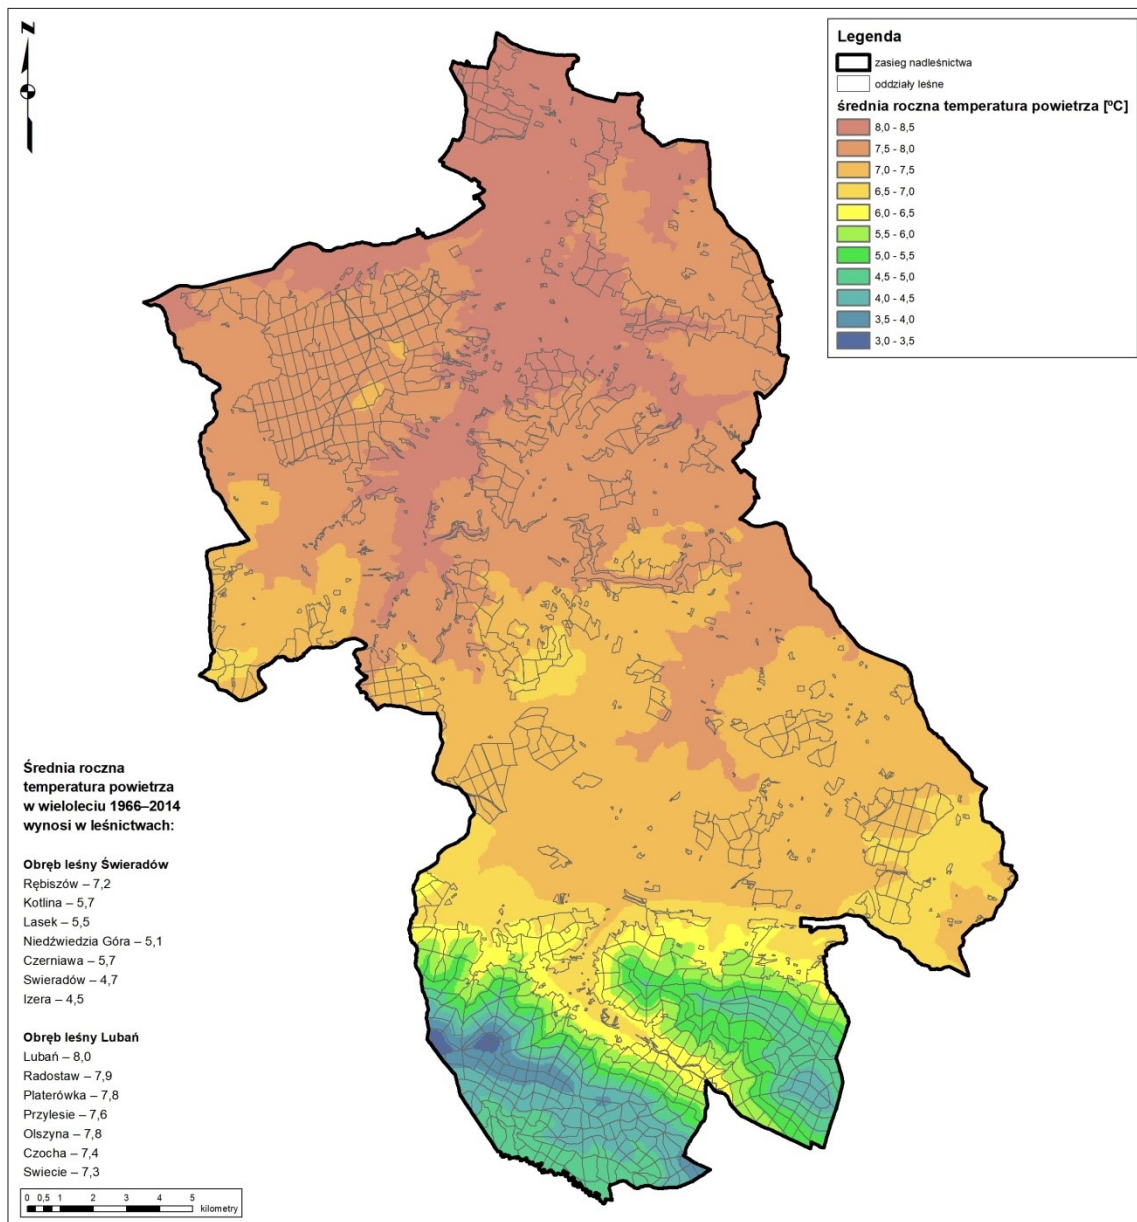 N
Legenda
zasięg nadleśnictwa
oddziały leśne
średnia roczna temperatura powietrza [ºC]
8,0 - 8,5
7,5 - 8,0
7,0 - 7,5
6,5 - 7,0
6,0 - 6,5
5,5 - 6,0
5,0 - 5,5
4,5 - 5,0
4,0 - 4,5
3,5 - 4,0
3,0 - 3,5
Średnia roczna
temperatura powietrza
w wieloleciu 1966–2014
wynosi w leśnictwach:
Obręb leśny Świeradów
Rębiszów – 7,2
Kotlina – 5,7
Lasek – 5,5
Niedźwiedzia Góra – 5,1
Czerniawa – 5,7
Swieradów – 4,7
Izera – 4,5
Obręb leśny Lubań
Lubań – 8,0
Radostaw – 7,9
Platerówka – 7,8
Przylesie – 7,6
Olszyna – 7,8
Czocha – 7,4
Swiecie – 7,3
0 0,5 1 2 3 4 5
kilometry